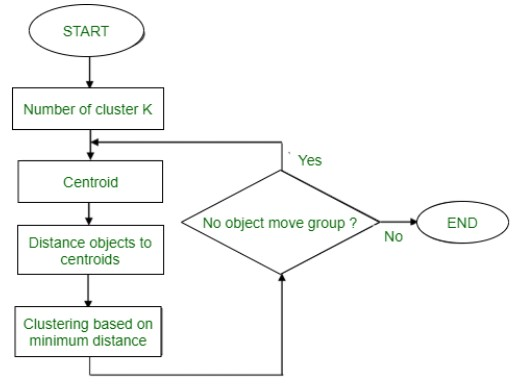 START
Number of cluster K
Centroid
Distance objects to
centroids
Clustering based on
minimum distance
Yes
No object move group ?
No
END